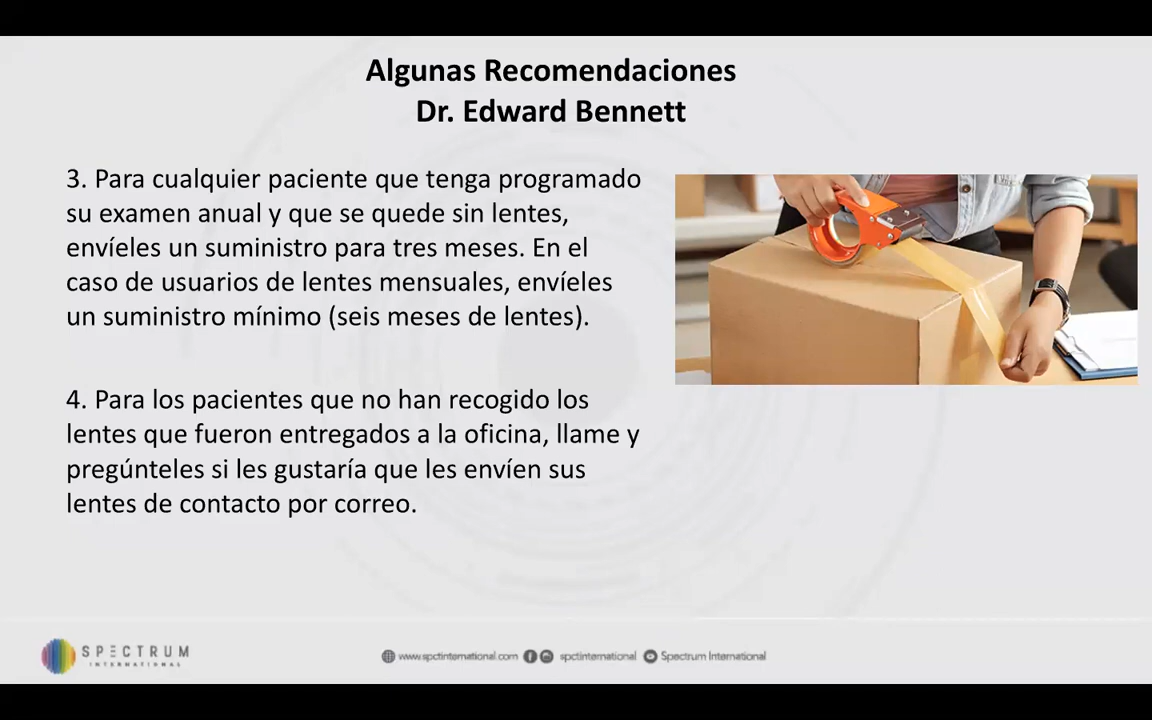 Algunas Recomendaciones
Dr. Edward Bennett
3. Para cualquier paciente que tenga programado
su examen anual y que se quede sin lentes,
envíeles un suministro para tres meses. En el
caso de usuarios de lentes mensuales, envíeles
un suministro mínimo (seis meses de lentes).
4. Para los pacientes que no han recogido los
lentes que fueron entregados a la oficina, llame y
pregúnteles si les gustaría que les envíen sus
lentes de contacto por correo.
SPECTRUM
INTERNATIONAL
www.spctinternational.com spctinternational Spectrum International